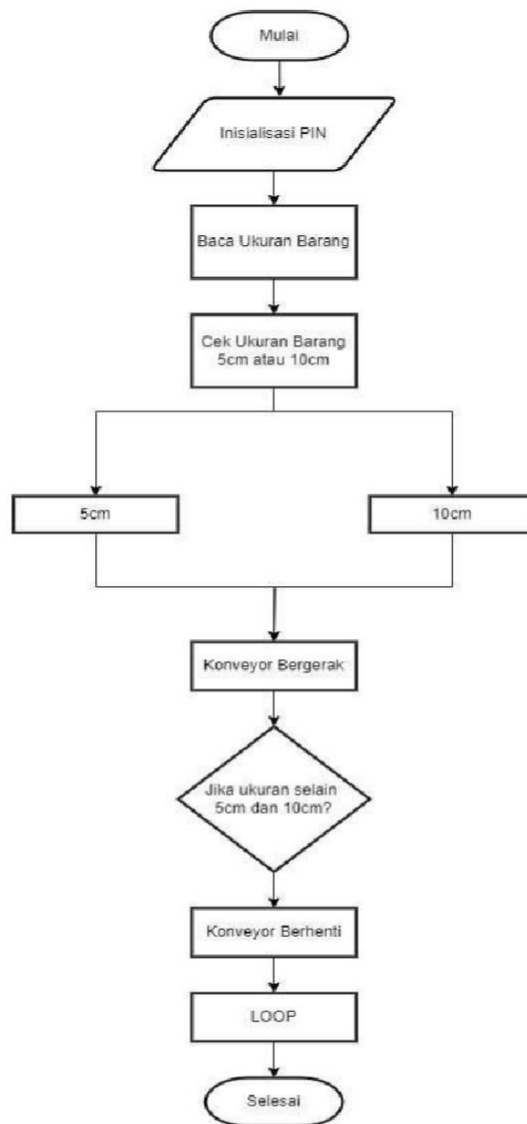 Mulai
Inisialisasi PIN
Baca Ukuran Barang
Cek Ukuran Barang
5cm atau 10cm
5cm
10cm
Konveyor Bergerak
Jika ukuran selain
5cm dan 10cm?
Konveyor Berhenti
LOOP
Selesai